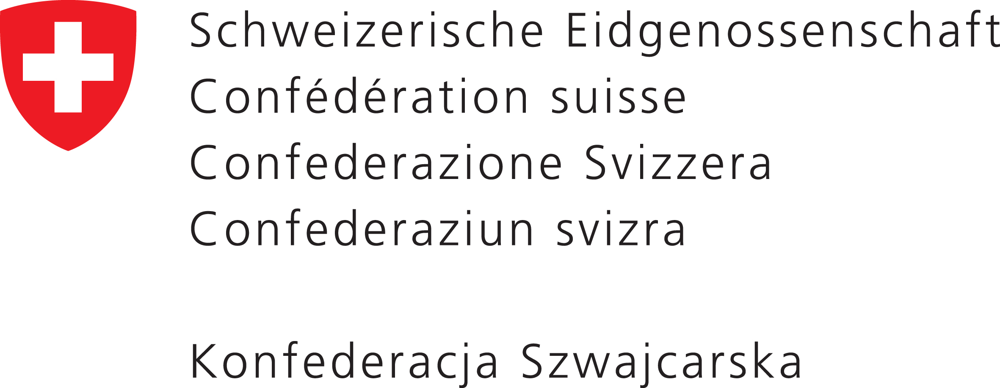 Schweizerische Eidgenossenschaft
Confédération suisse
Confederazione Svizzera
Confederaziun svizra
Konfederacja Szwajcarska